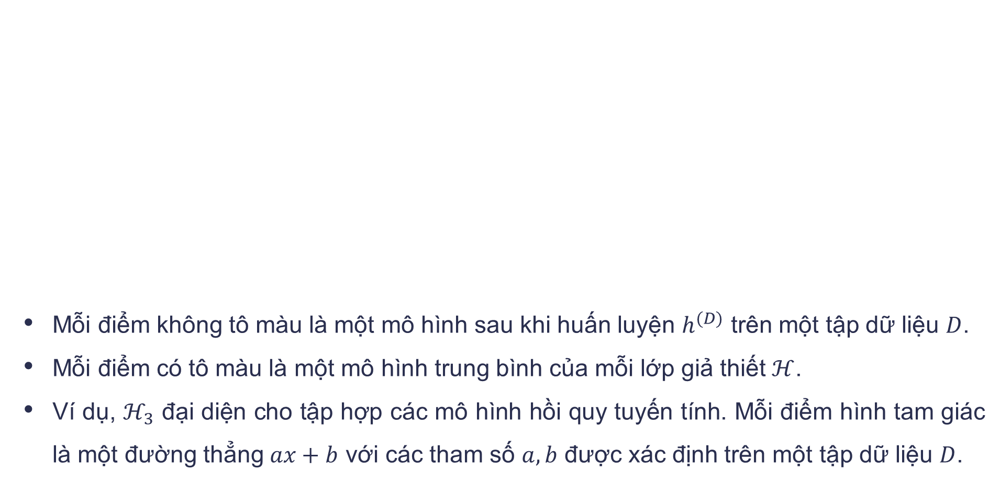 • Mỗi điểm không tô màu là một mô hình sau khi huấn luyện ℎ⁽ᴰ⁾ trên một tập dữ liệu 𝐷.
• Mỗi điểm có tô màu là một mô hình trung bình của mỗi lớp giả thiết ℋ.
• Ví dụ, ℋ₃ đại diện cho tập hợp các mô hình hồi quy tuyến tính. Mỗi điểm hình tam giác
là một đường thẳng 𝑎𝑥 + 𝑏 với các tham số 𝑎, 𝑏 được xác định trên một tập dữ liệu 𝐷.